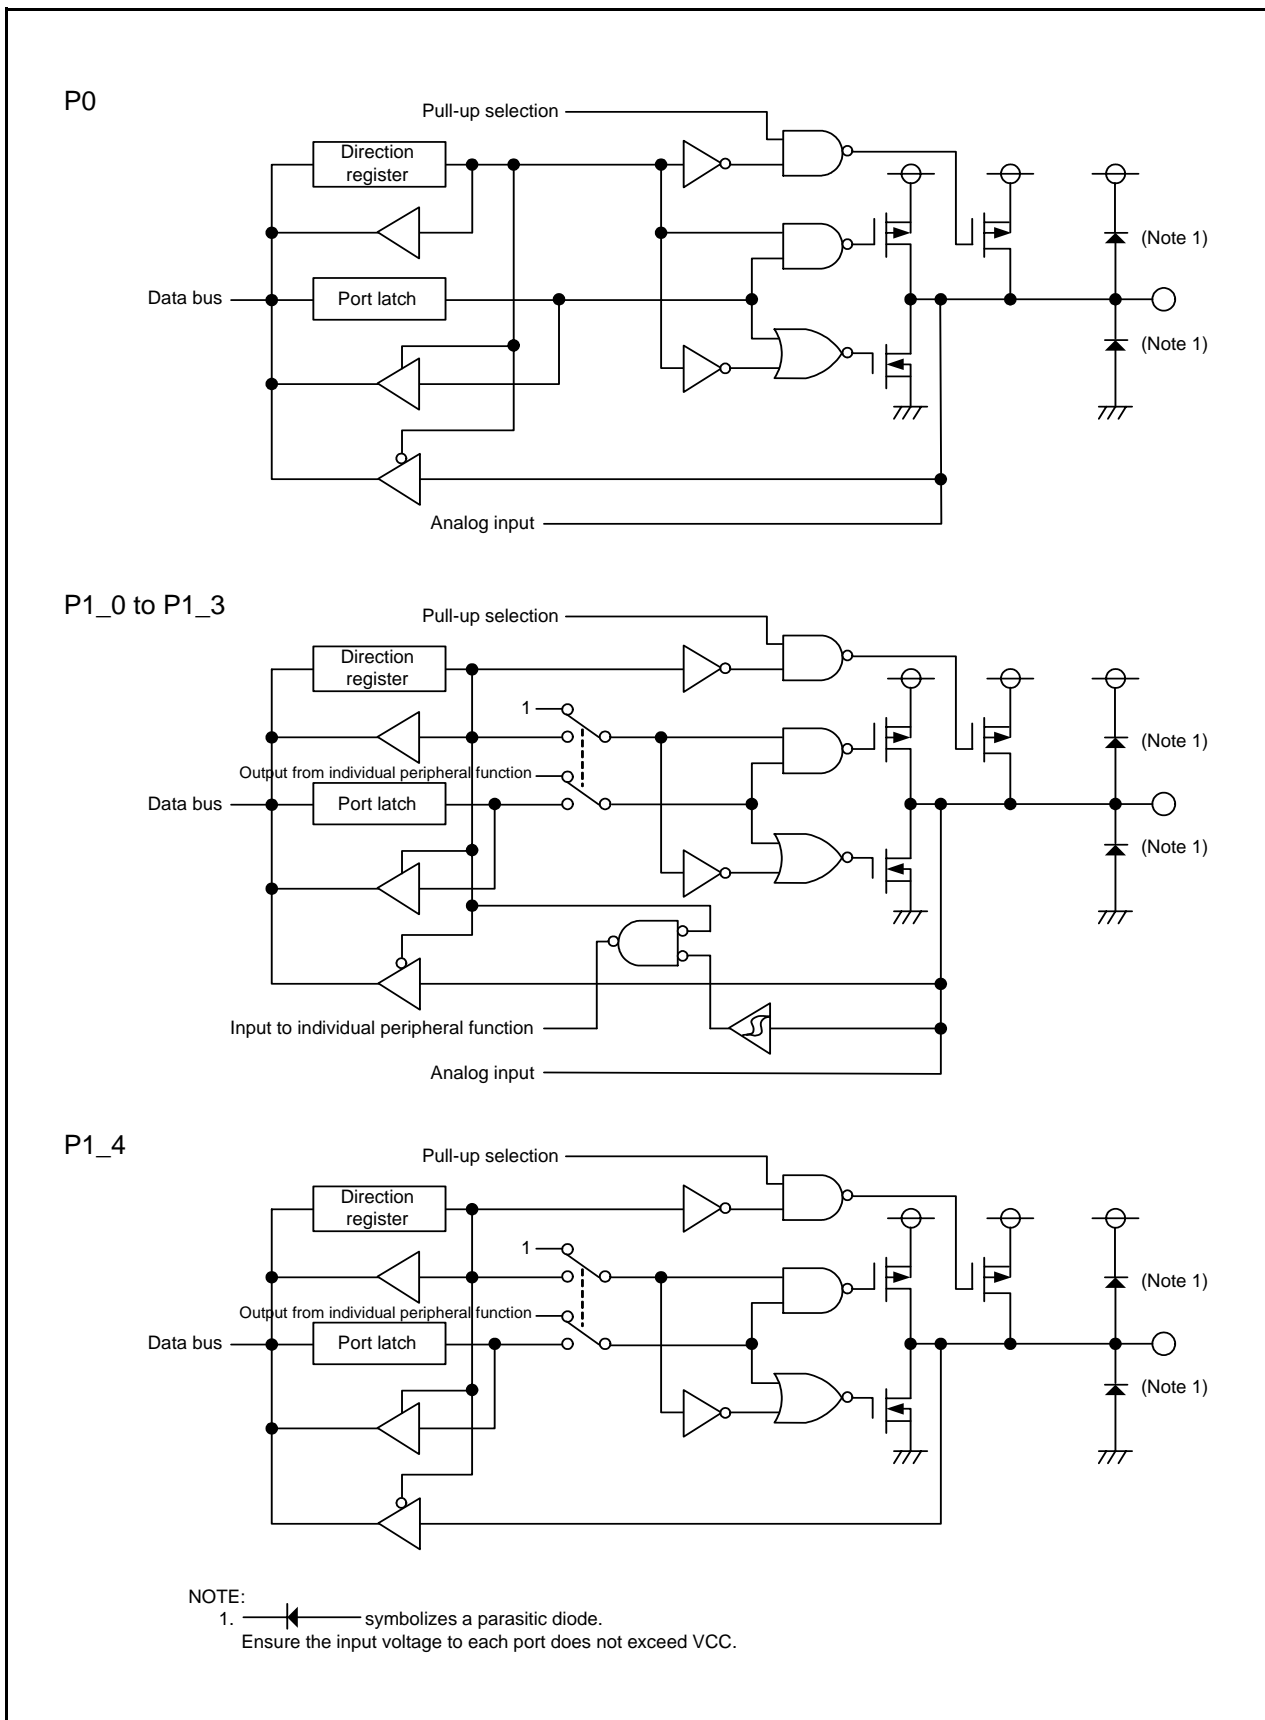 P0
Pull-up selection
Direction
register
(Note 1)
Data bus
Port latch
(Note 1)
Analog input
P1_0 to P1_3
Pull-up selection
Direction
register
1
(Note 1)
Output from individual peripheral function
Data bus
Port latch
(Note 1)
Input to individual peripheral function
Analog input
P1_4
Pull-up selection
Direction
register
1
(Note 1)
Output from individual peripheral function
Data bus
Port latch
(Note 1)
NOTE:
1. symbolizes a parasitic diode.
Ensure the input voltage to each port does not exceed VCC.